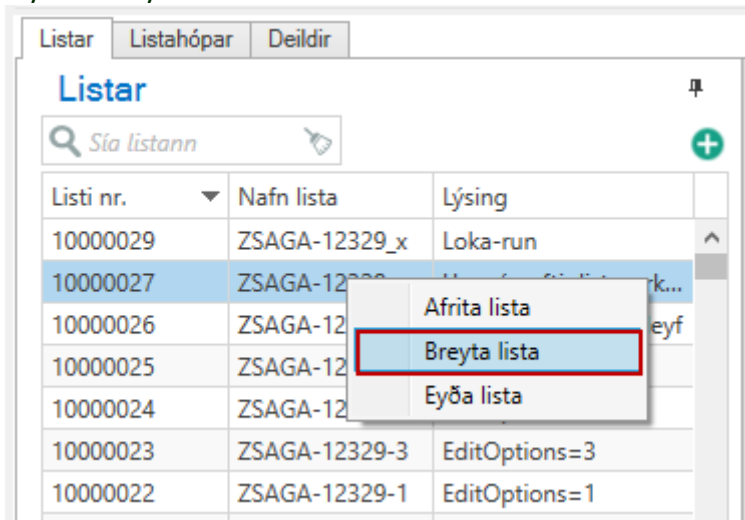 Listar Listahópar Deildir
Listar
Sía listann
Listi nr. Nafn lista Lýsing
10000029 ZSAGA-12329_x Loka-run
10000027
Afrita lista
10000026
Breyta lista
10000025
Eyða lista
10000024
10000023 ZSAGA-12329-3 EditOptions=3
10000022 ZSAGA-12329-1 EditOptions=1